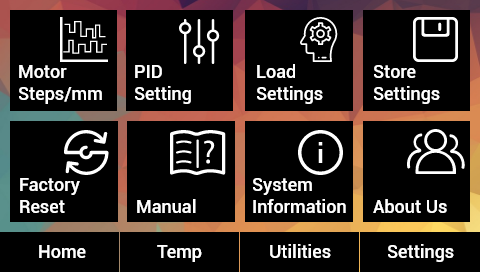 Motor
Steps/mm
PID
Setting
Load
Settings
Store
Settings
Factory
Reset
?
Manual
i
System
Information
About Us
Home
Temp
Utilities
Settings